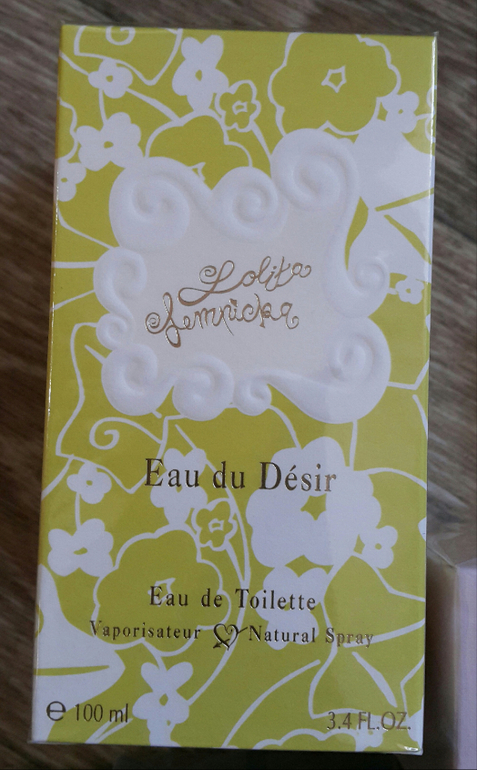 Lolita
Lempicka
Eau du Désir
Eau de Toilette
Vaporisateur Natural Spray
e 100 ml 3.4 FL.OZ.